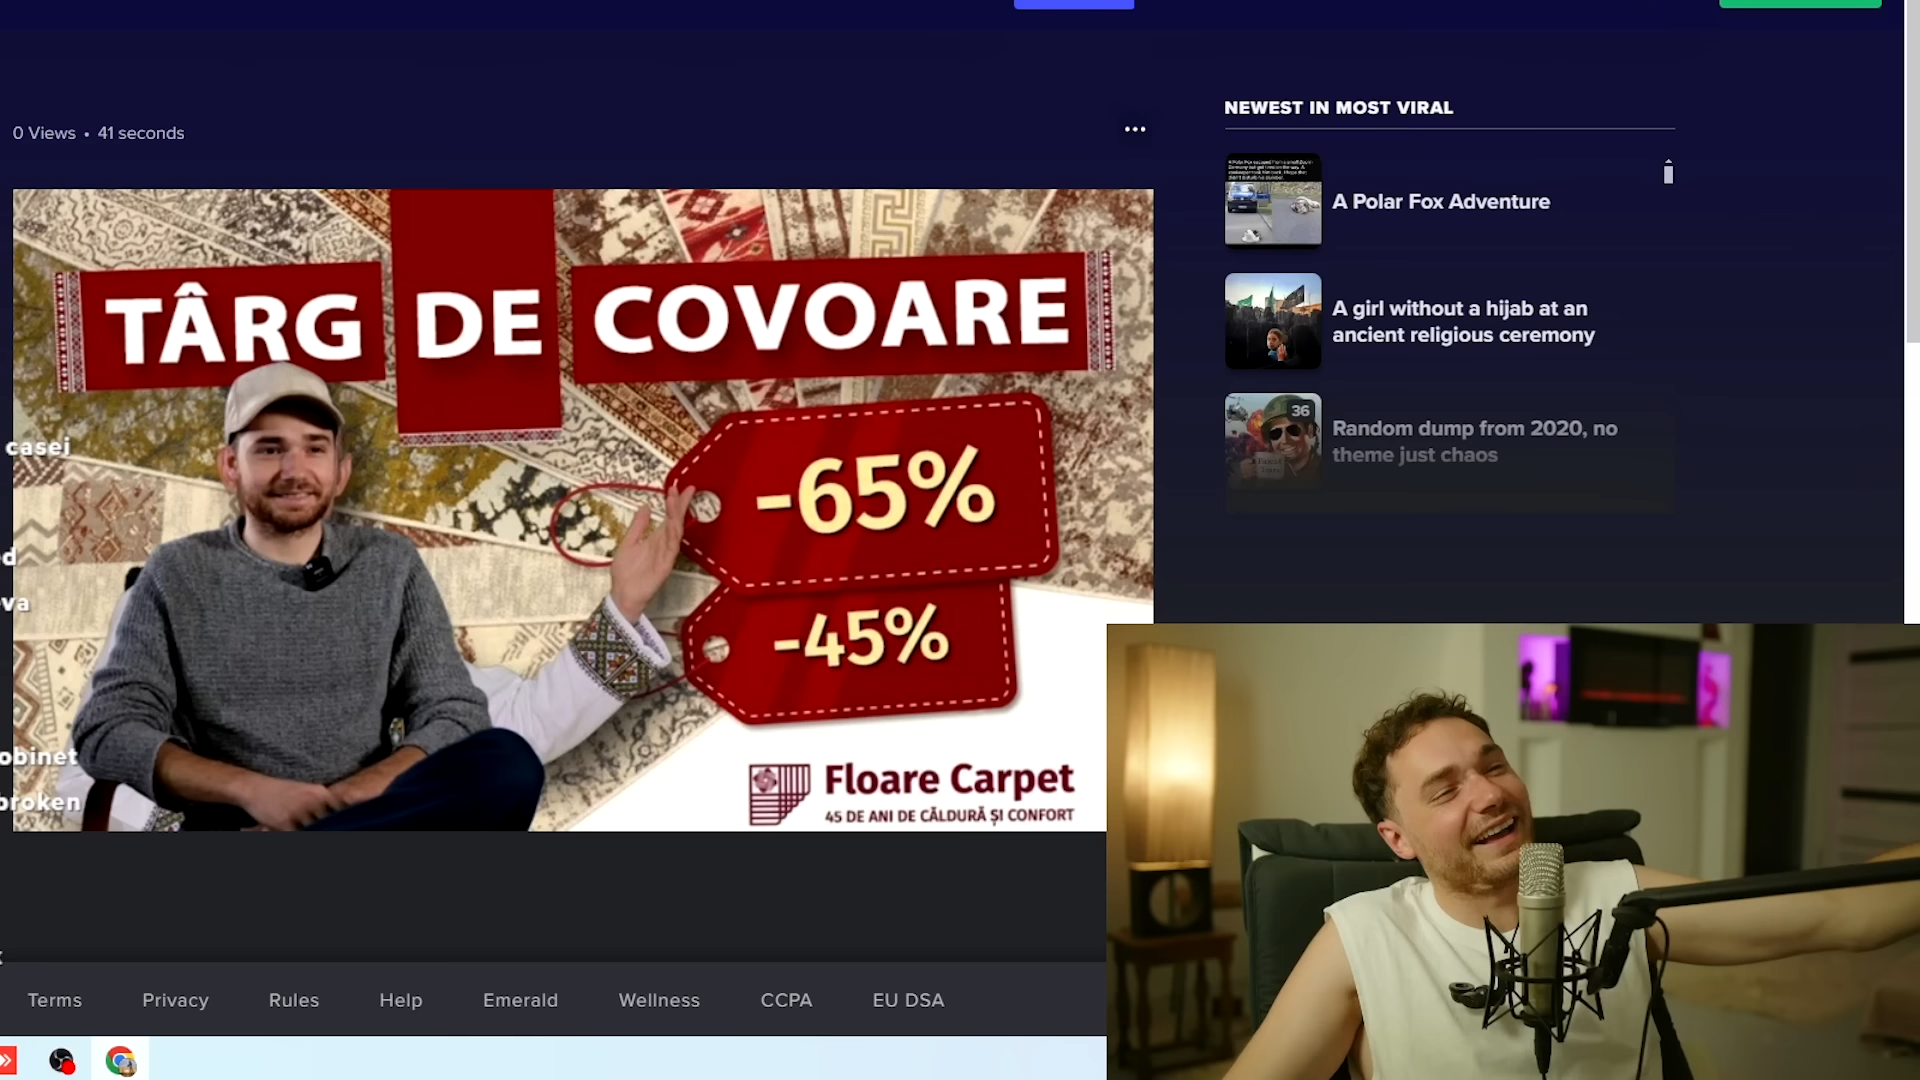 0 Views • 41 seconds
NEWEST IN MOST VIRAL
A Polar Fox Adventure
A girl without a hijab at an
ancient religious ceremony
36
Random dump from 2020, no
theme just chaos
TÂRG DE COVOARE
-65%
-45%
Floare Carpet
45 DE ANI DE CĂLDURĂ ȘI CONFORT
casei
va
obinet
broken
Terms Privacy Rules Help Emerald Wellness CCPA EU DSA